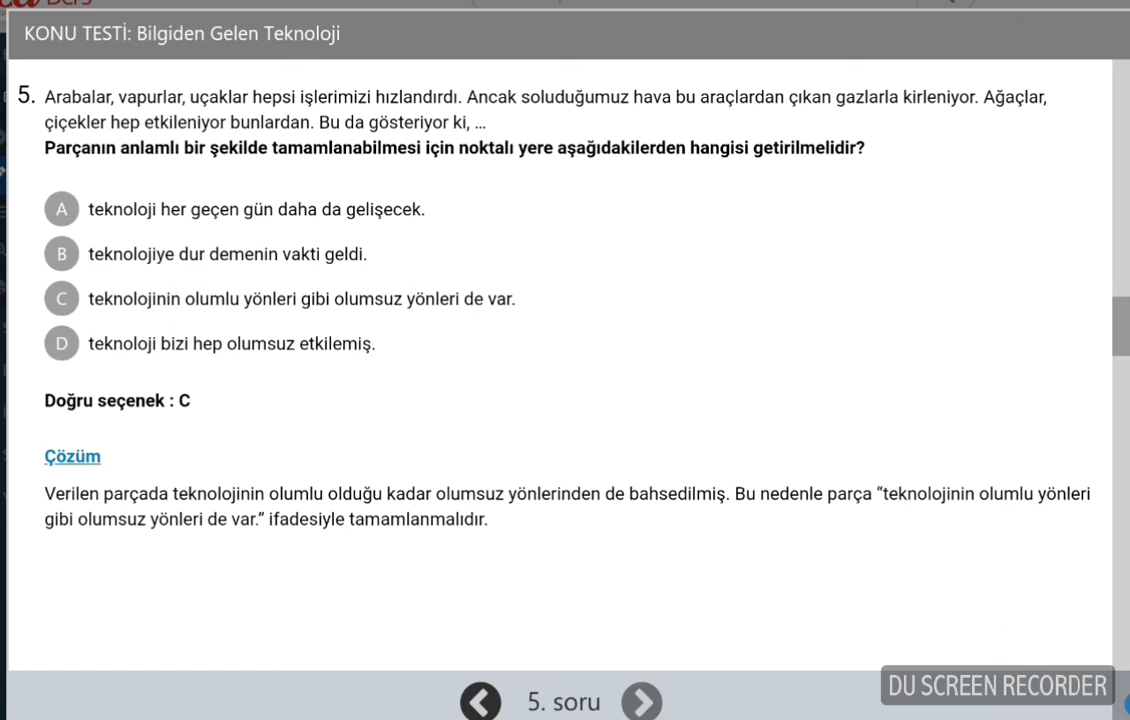 KONU TESTİ: Bilgiden Gelen Teknoloji
5. Arabalar, vapurlar, uçaklar hepsi işlerimizi hızlandırdı. Ancak soluduğumuz hava bu araçlardan çıkan gazlarla kirleniyor. Ağaçlar,
çiçekler hep etkileniyor bunlardan. Bu da gösteriyor ki, ...
Parçanın anlamlı bir şekilde tamamlanabilmesi için noktalı yere aşağıdakilerden hangisi getirilmelidir?
A teknoloji her geçen gün daha da gelişecek.
B teknolojiye dur demenin vakti geldi.
C teknolojinin olumlu yönleri gibi olumsuz yönleri de var.
D teknoloji bizi hep olumsuz etkilemiş.
Doğru seçenek : C
Çözüm
Verilen parçada teknolojinin olumlu olduğu kadar olumsuz yönlerinden de bahsedilmiş. Bu nedenle parça “teknolojinin olumlu yönleri
gibi olumsuz yönleri de var.” ifadesiyle tamamlanmalıdır.
5. soru
DU SCREEN RECORDER